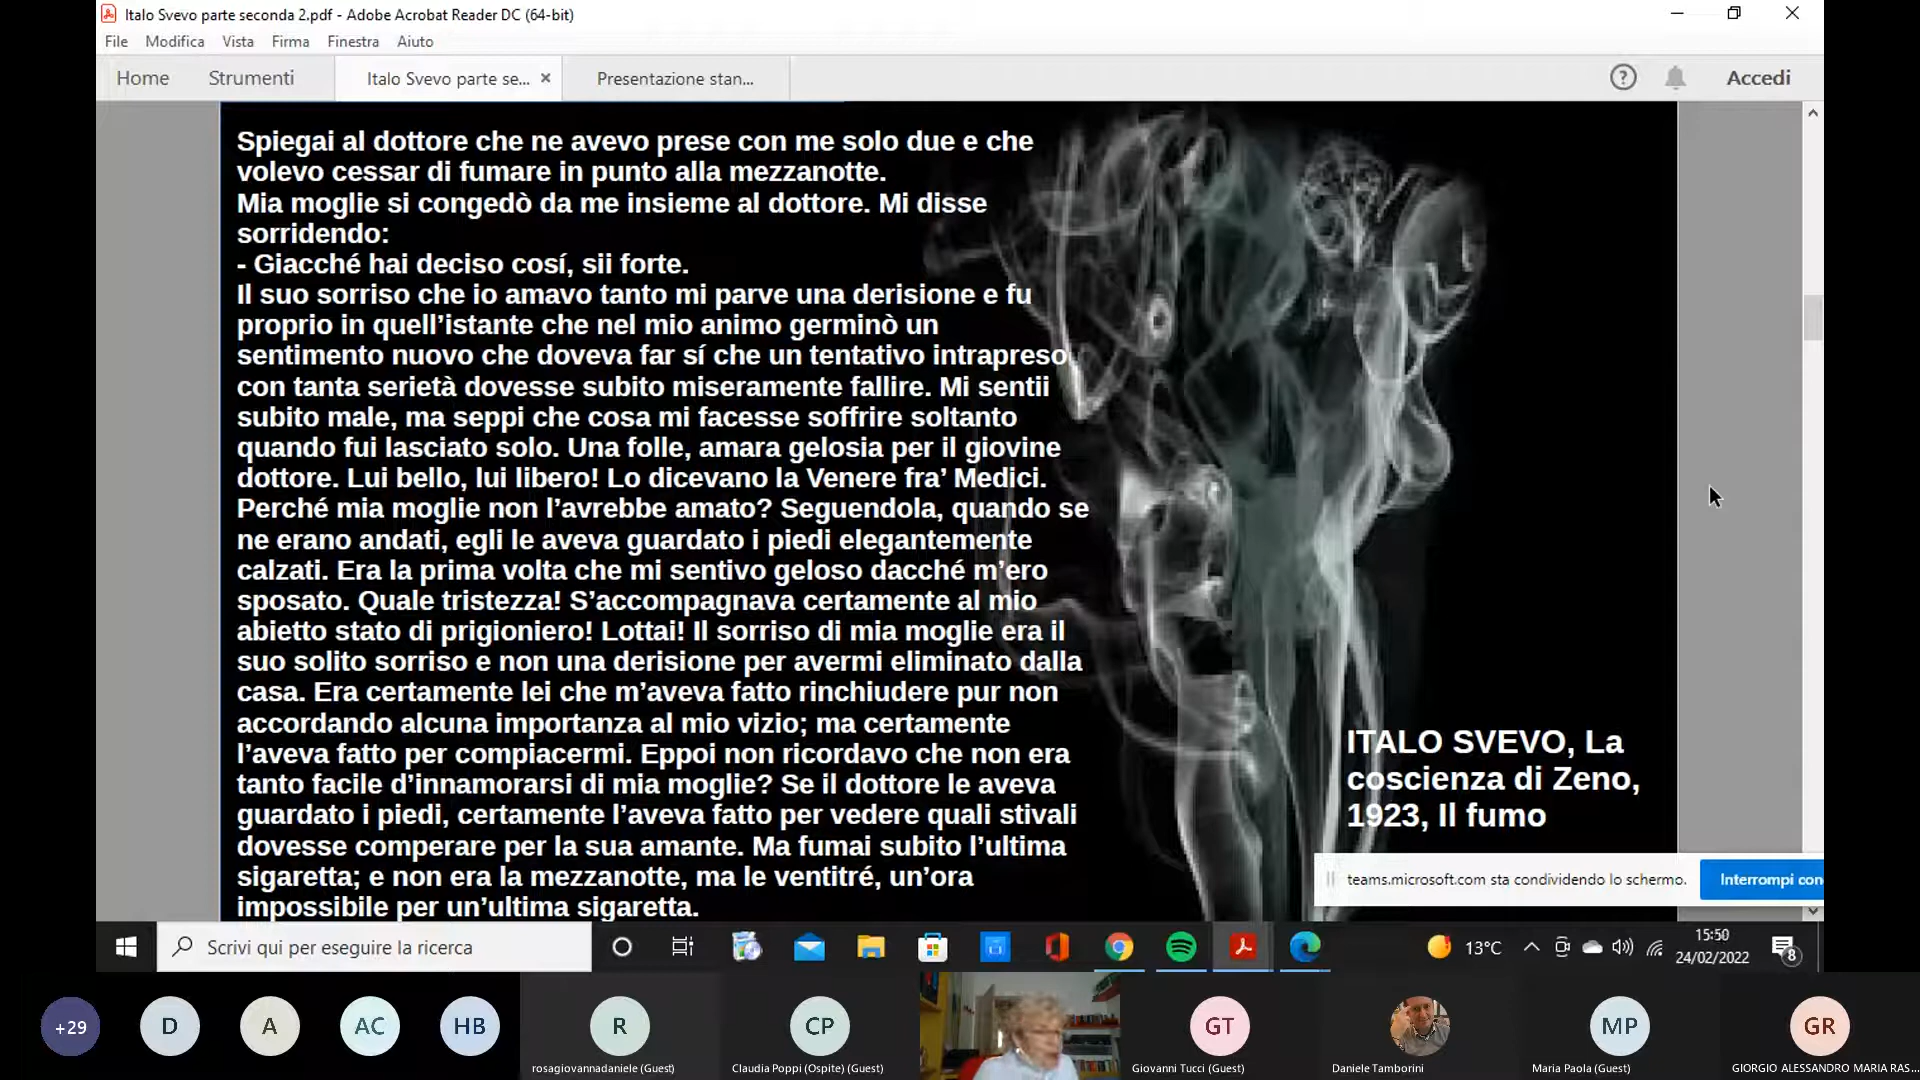 Italo Svevo parte seconda 2.pdf - Adobe Acrobat Reader DC (64-bit)
File Modifica Vista Firma Finestra Aiuto
Home Strumenti Italo Svevo parte se... Presentazione stan... Accedi
Spiegai al dottore che ne avevo prese con me solo due e che
volevo cessar di fumare in punto alla mezzanotte.
Mia moglie si congedò da me insieme al dottore. Mi disse
sorridendo:
- Giacché hai deciso cosí, sii forte.
Il suo sorriso che io amavo tanto mi parve una derisione e fu
proprio in quell’istante che nel mio animo germinò un
sentimento nuovo che doveva far sí che un tentativo intrapreso
con tanta serietà dovesse subito miseramente fallire. Mi sentii
subito male, ma seppi che cosa mi facesse soffrire soltanto
quando fui lasciato solo. Una folle, amara gelosia per il giovine
dottore. Lui bello, lui libero! Lo dicevano la Venere fra’ Medici.
Perché mia moglie non l’avrebbe amato? Seguendola, quando se
ne erano andati, egli le aveva guardato i piedi elegantemente
calzati. Era la prima volta che mi sentivo geloso dacché m’ero
sposato. Quale tristezza! S’accompagnava certamente al mio
abietto stato di prigioniero! Lottai! Il sorriso di mia moglie era il
suo solito sorriso e non una derisione per avermi eliminato dalla
casa. Era certamente lei che m’aveva fatto rinchiudere pur non
accordando alcuna importanza al mio vizio; ma certamente
l’aveva fatto per compiacermi. Eppoi non ricordavo che non era
tanto facile d’innamorarsi di mia moglie? Se il dottore le aveva
guardato i piedi, certamente l’aveva fatto per vedere quali stivali
dovesse comperare per la sua amante. Ma fumai subito l’ultima
sigaretta; e non era la mezzanotte, ma le ventitré, un’ora
impossibile per un’ultima sigaretta.
ITALO SVEVO, La
coscienza di Zeno,
1923, Il fumo
teams.microsoft.com sta condividendo lo schermo. Interrompi con
Scrivi qui per eseguire la ricerca
13°C
15:50
24/02/2022
8
+29 D A AC HB R CP GT MP GR
rosagiovannadaniele (Guest) Claudia Poppi (Ospite) (Guest) Giovanni Tucci (Guest) Daniele Tamborini Maria Paola (Guest) GIORGIO ALESSANDRO MARIA RAS...